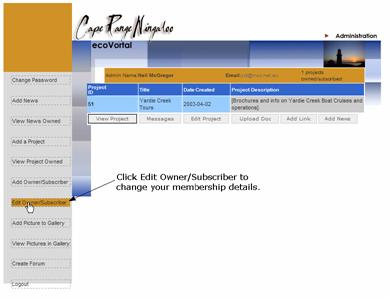 Cape Range Ningaloo
Administration
ecoVortal
Admin Name: Neil McGregor
Email:
1 projects
owned/subscribed
Project ID Title Date Created Project Description
51 Yardie Creek Tours 2003-04-02 [Brochures and info on Yardie Creek Boat Cruises and operations]
View Project Messages Edit Project Upload Doc Add Link Add News
Change Password
Add News
View News Owned
Add a Project
View Project Owned
Add Owner/Subscriber
Edit Owner/Subscriber
Click Edit Owner/Subscriber to
change your membership details.
Add Picture to Gallery
View Pictures in Gallery
Create Forum
Logout